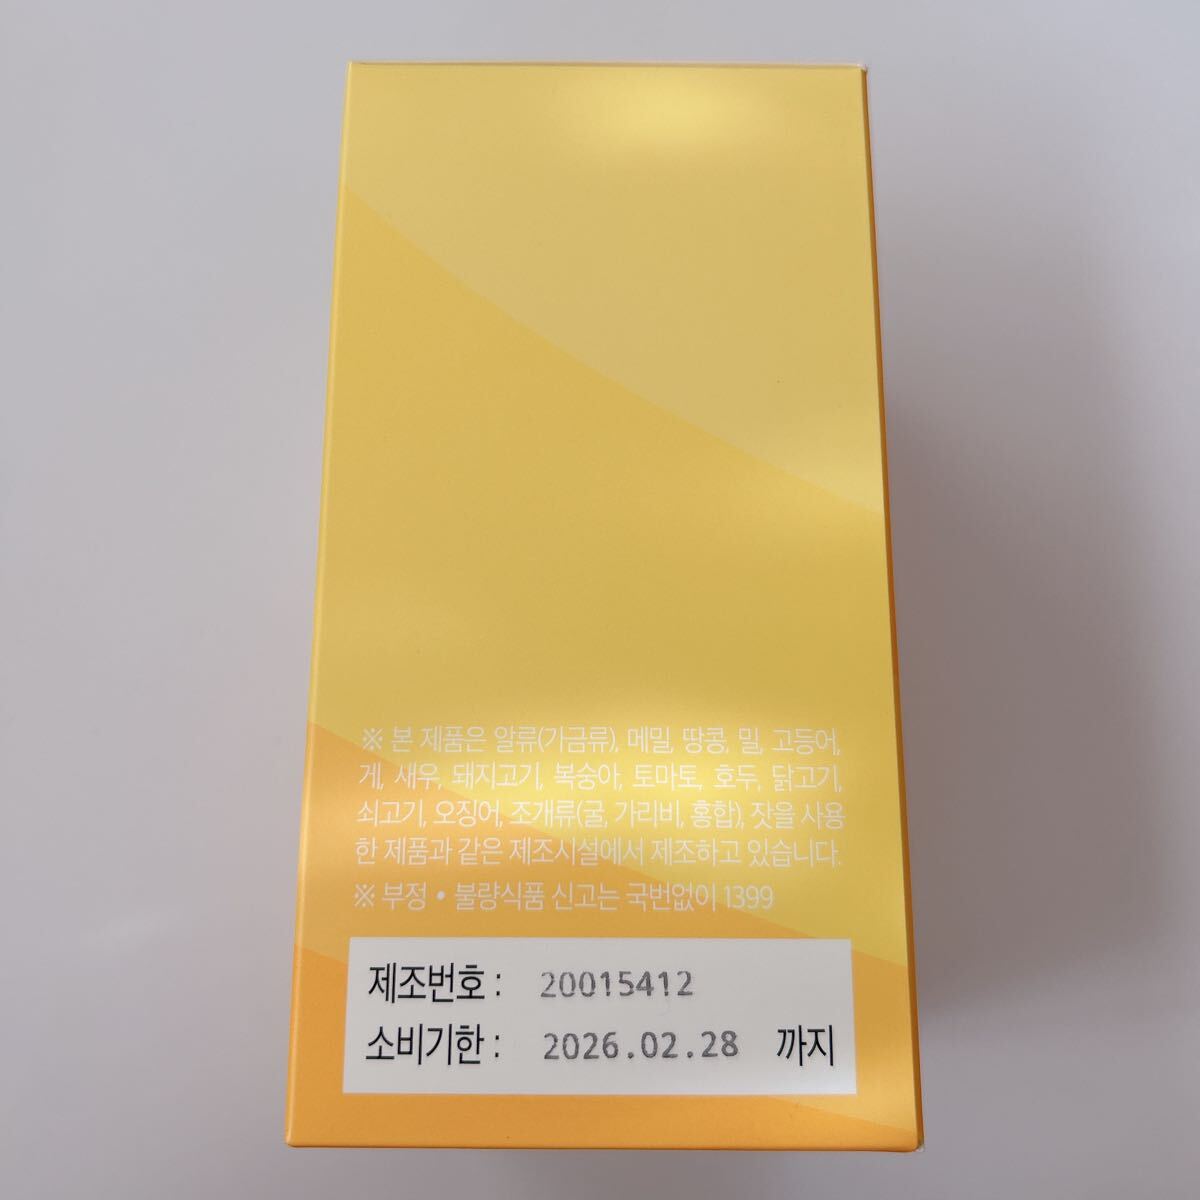 ※ 본 제품은 알류(가금류), 메밀, 땅콩, 밀, 고등어,
게, 새우, 돼지고기, 복숭아, 토마토, 호두, 닭고기,
쇠고기, 오징어, 조개류(굴, 가리비, 홍합), 잣을 사용
한 제품과 같은 제조시설에서 제조하고 있습니다.
※ 부정 • 불량식품 신고는 국번없이 1399
제조번호 : 20015412
소비기한 : 2026.02.28 까지